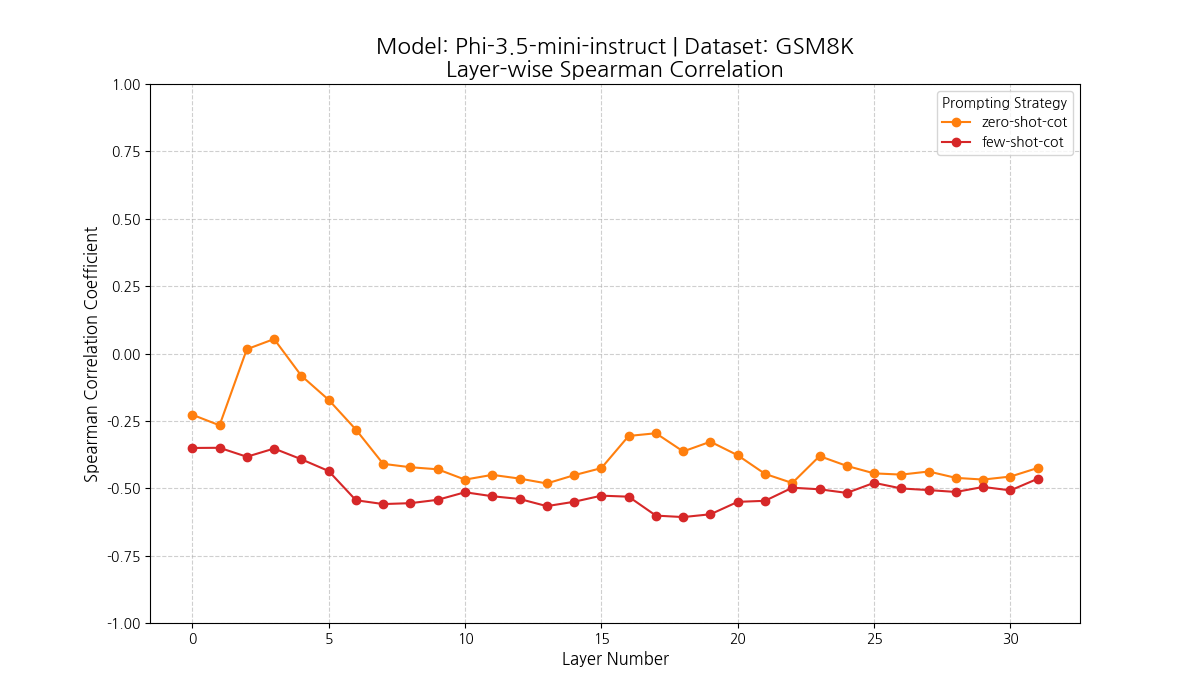 Model: Phi-3.5-mini-instruct | Dataset: GSM8K
Layer-wise Spearman Correlation
Prompting Strategy
zero-shot-cot
few-shot-cot
Spearman Correlation Coefficient
1.00
0.75
0.50
0.25
0.00
-0.25
-0.50
-0.75
-1.00
0 5 10 15 20 25 30
Layer Number